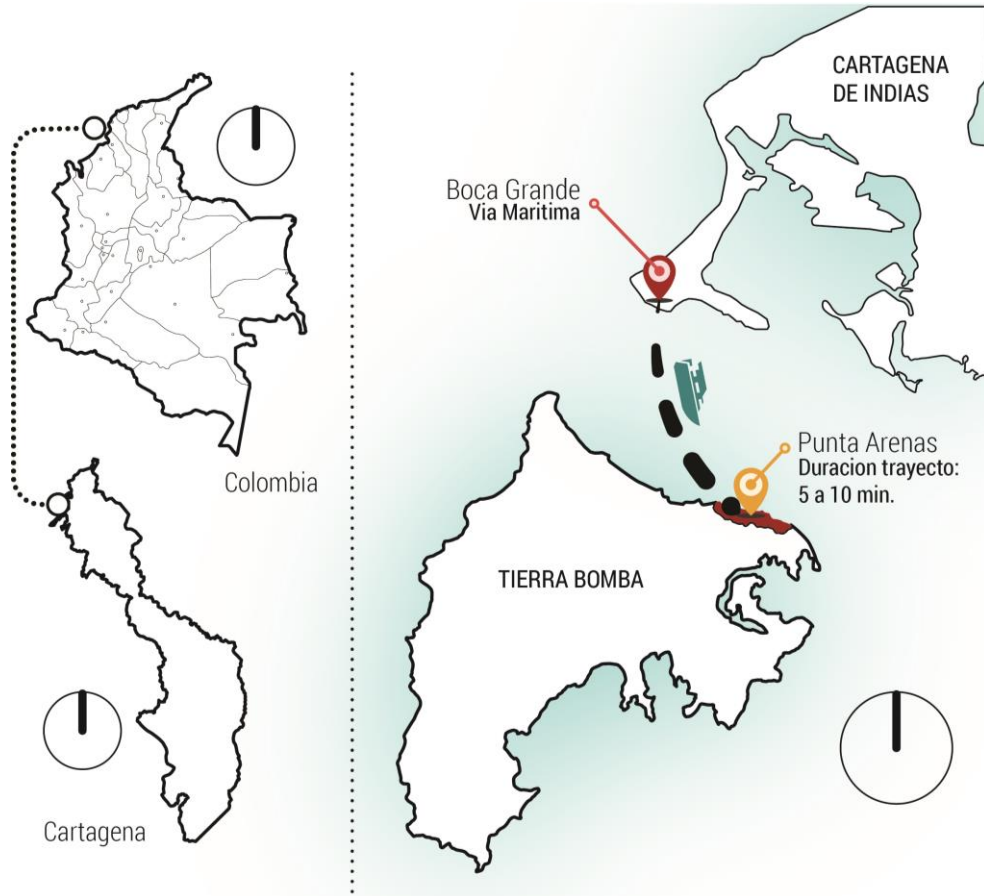 Colombia
Cartagena
CARTAGENA
DE INDIAS
Boca Grande
Via Maritima
Punta Arenas
Duracion trayecto:
5 a 10 min.
TIERRA BOMBA